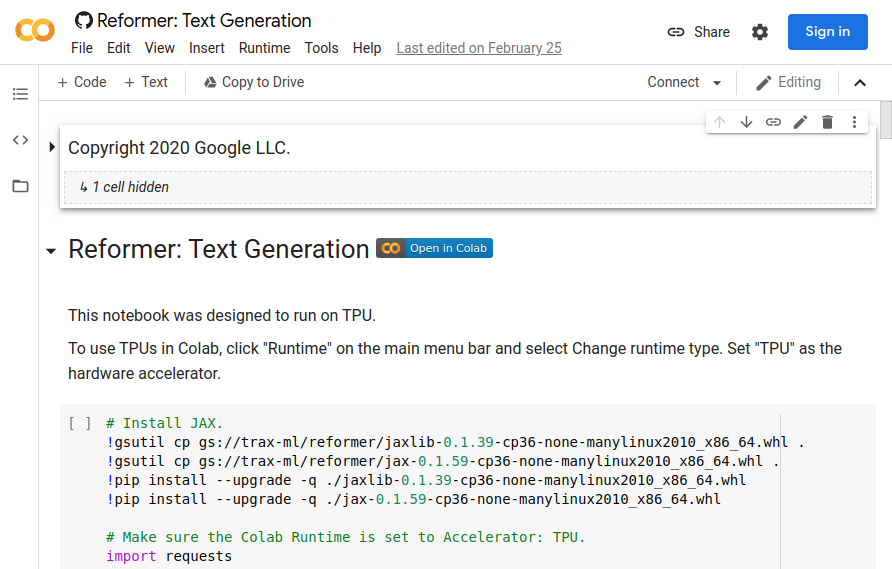 Reformer: Text Generation
File Edit View Insert Runtime Tools Help Last edited on February 25
Share
Sign in
+ Code + Text Copy to Drive
Connect
Editing
Copyright 2020 Google LLC.
↳ 1 cell hidden
Reformer: Text Generation
Open in Colab
This notebook was designed to run on TPU.
To use TPUs in Colab, click "Runtime" on the main menu bar and select Change runtime type. Set "TPU" as the
hardware accelerator.
[ ] # Install JAX.
!gsutil cp gs://trax-ml/reformer/jaxlib-0.1.39-cp36-none-manylinux2010_x86_64.whl .
!gsutil cp gs://trax-ml/reformer/jax-0.1.59-cp36-none-manylinux2010_x86_64.whl .
!pip install --upgrade -q ./jaxlib-0.1.39-cp36-none-manylinux2010_x86_64.whl
!pip install --upgrade -q ./jax-0.1.59-cp36-none-manylinux2010_x86_64.whl
# Make sure the Colab Runtime is set to Accelerator: TPU.
import requests